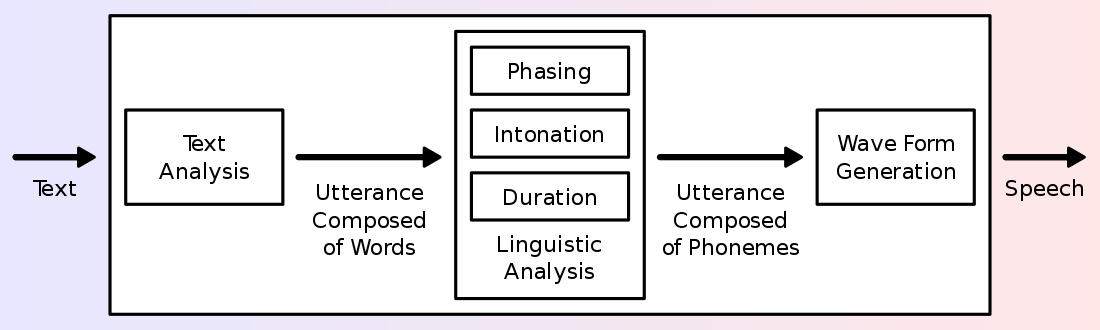 Text
Text
Analysis
Utterance
Composed
of Words
Phasing
Intonation
Duration
Linguistic
Analysis
Utterance
Composed
of Phonemes
Wave Form
Generation
Speech